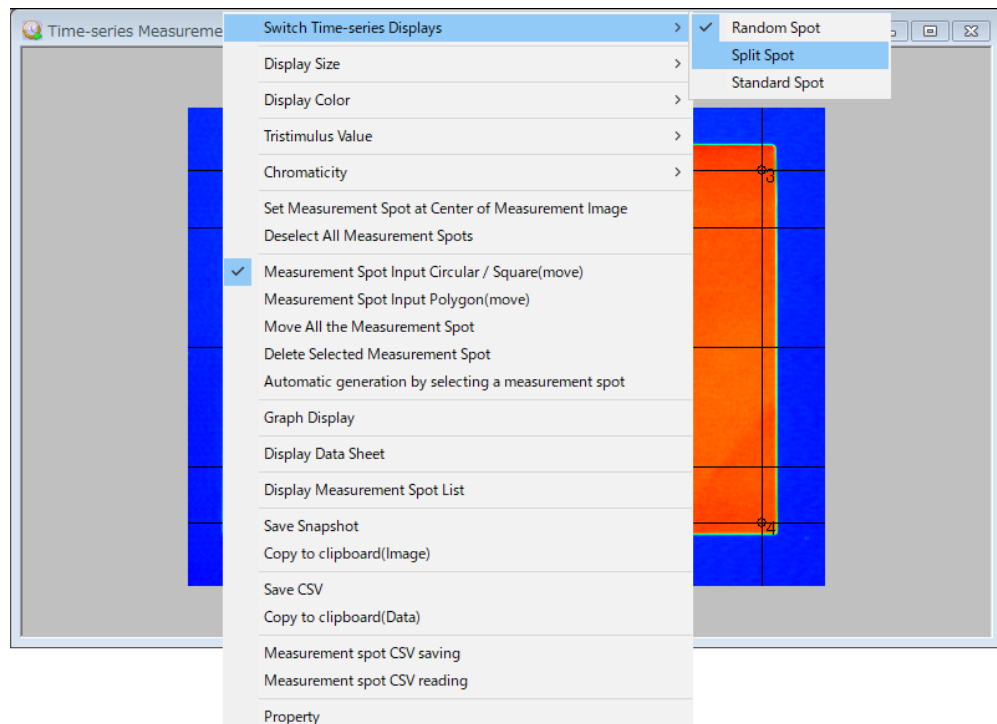 Time-series Measureme
Switch Time-series Displays
Random Spot
Split Spot
Standard Spot
Display Size
Display Color
Tristimulus Value
Chromaticity
Set Measurement Spot at Center of Measurement Image
Deselect All Measurement Spots
Measurement Spot Input Circular / Square(move)
Measurement Spot Input Polygon(move)
Move All the Measurement Spot
Delete Selected Measurement Spot
Automatic generation by selecting a measurement spot
Graph Display
Display Data Sheet
Display Measurement Spot List
Save Snapshot
Copy to clipboard(Image)
Save CSV
Copy to clipboard(Data)
Measurement spot CSV saving
Measurement spot CSV reading
Property
3
4